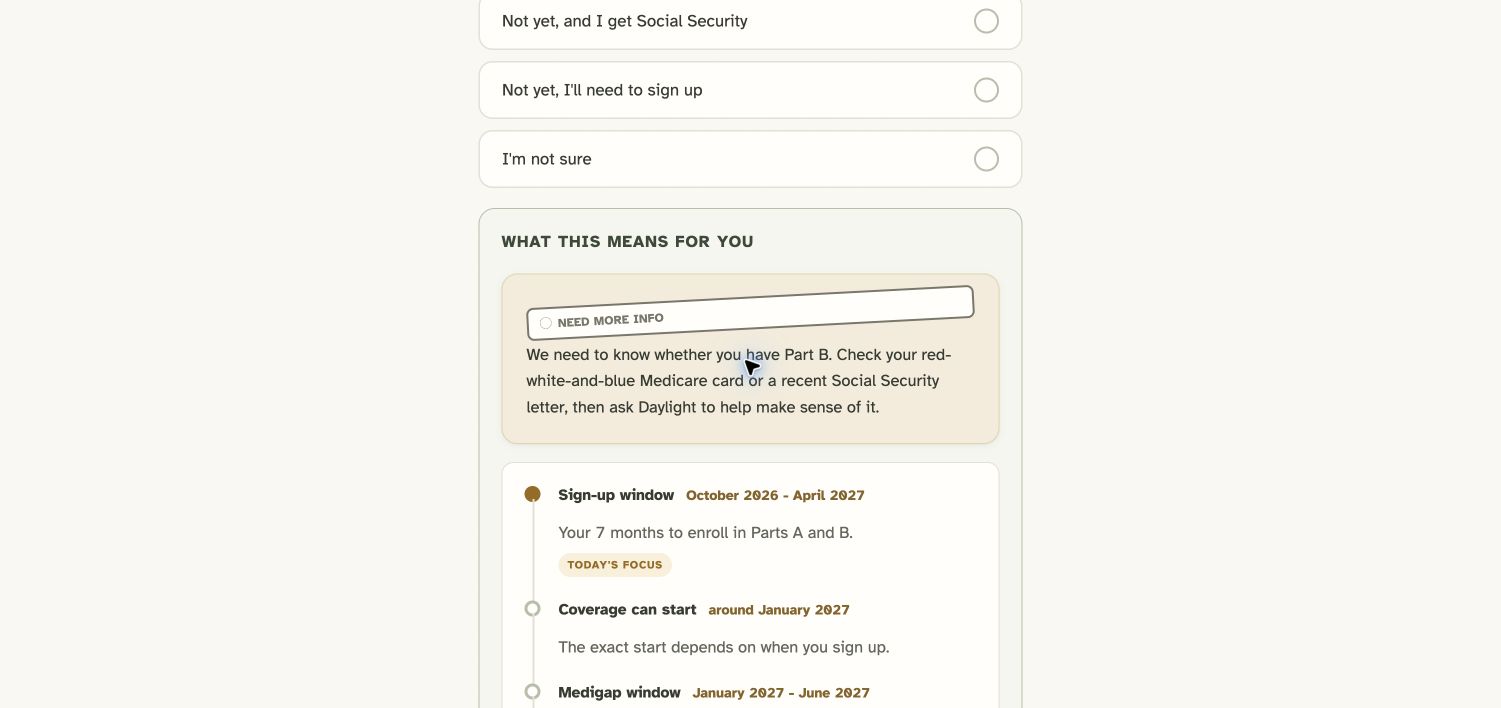 Not yet, and I get Social Security
Not yet, I'll need to sign up
I'm not sure
WHAT THIS MEANS FOR YOU
NEED MORE INFO
We need to know whether you have Part B. Check your red-
white-and-blue Medicare card or a recent Social Security
letter, then ask Daylight to help make sense of it.
Sign-up window October 2026 - April 2027
Your 7 months to enroll in Parts A and B.
TODAY'S FOCUS
Coverage can start around January 2027
The exact start depends on when you sign up.
Medigap window January 2027 - June 2027